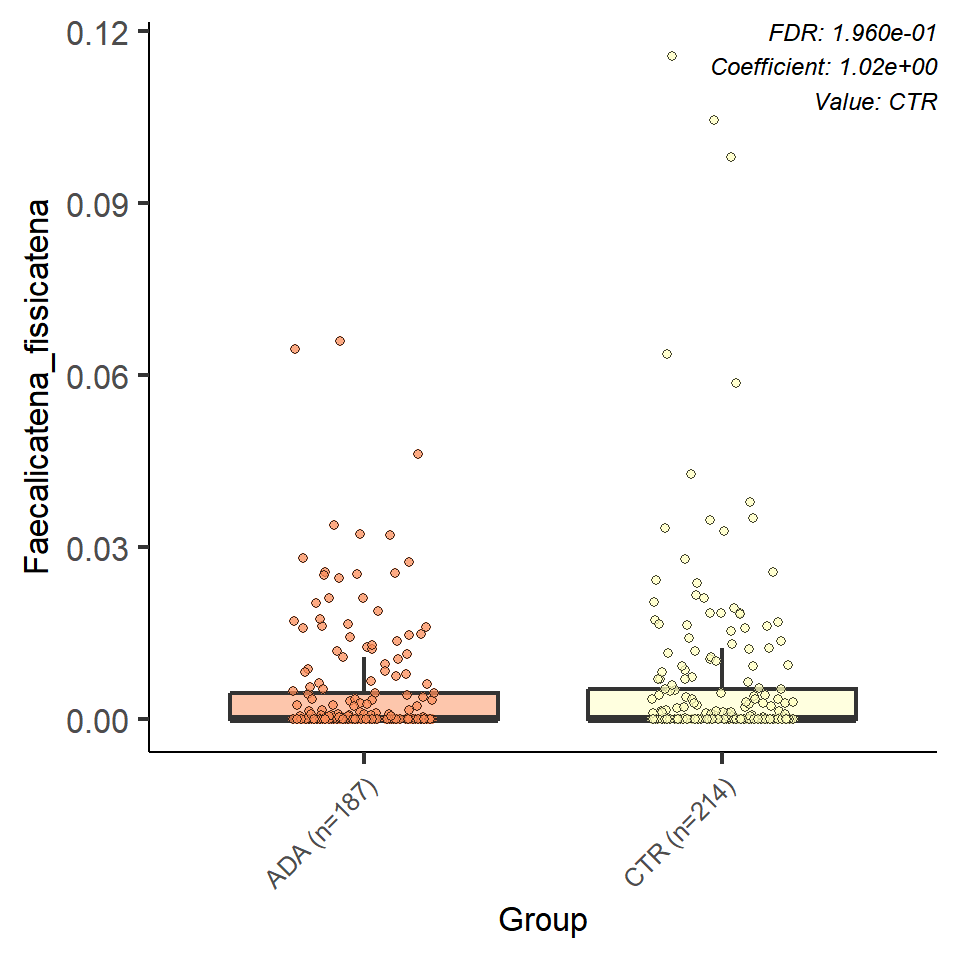 FDR: 1.960e-01
Coefficient: 1.02e+00
Value: CTR
Faecalicatena_fissicatena
0.12
0.09
0.06
0.03
0.00
ADA (n=187)
CTR (n=214)
Group